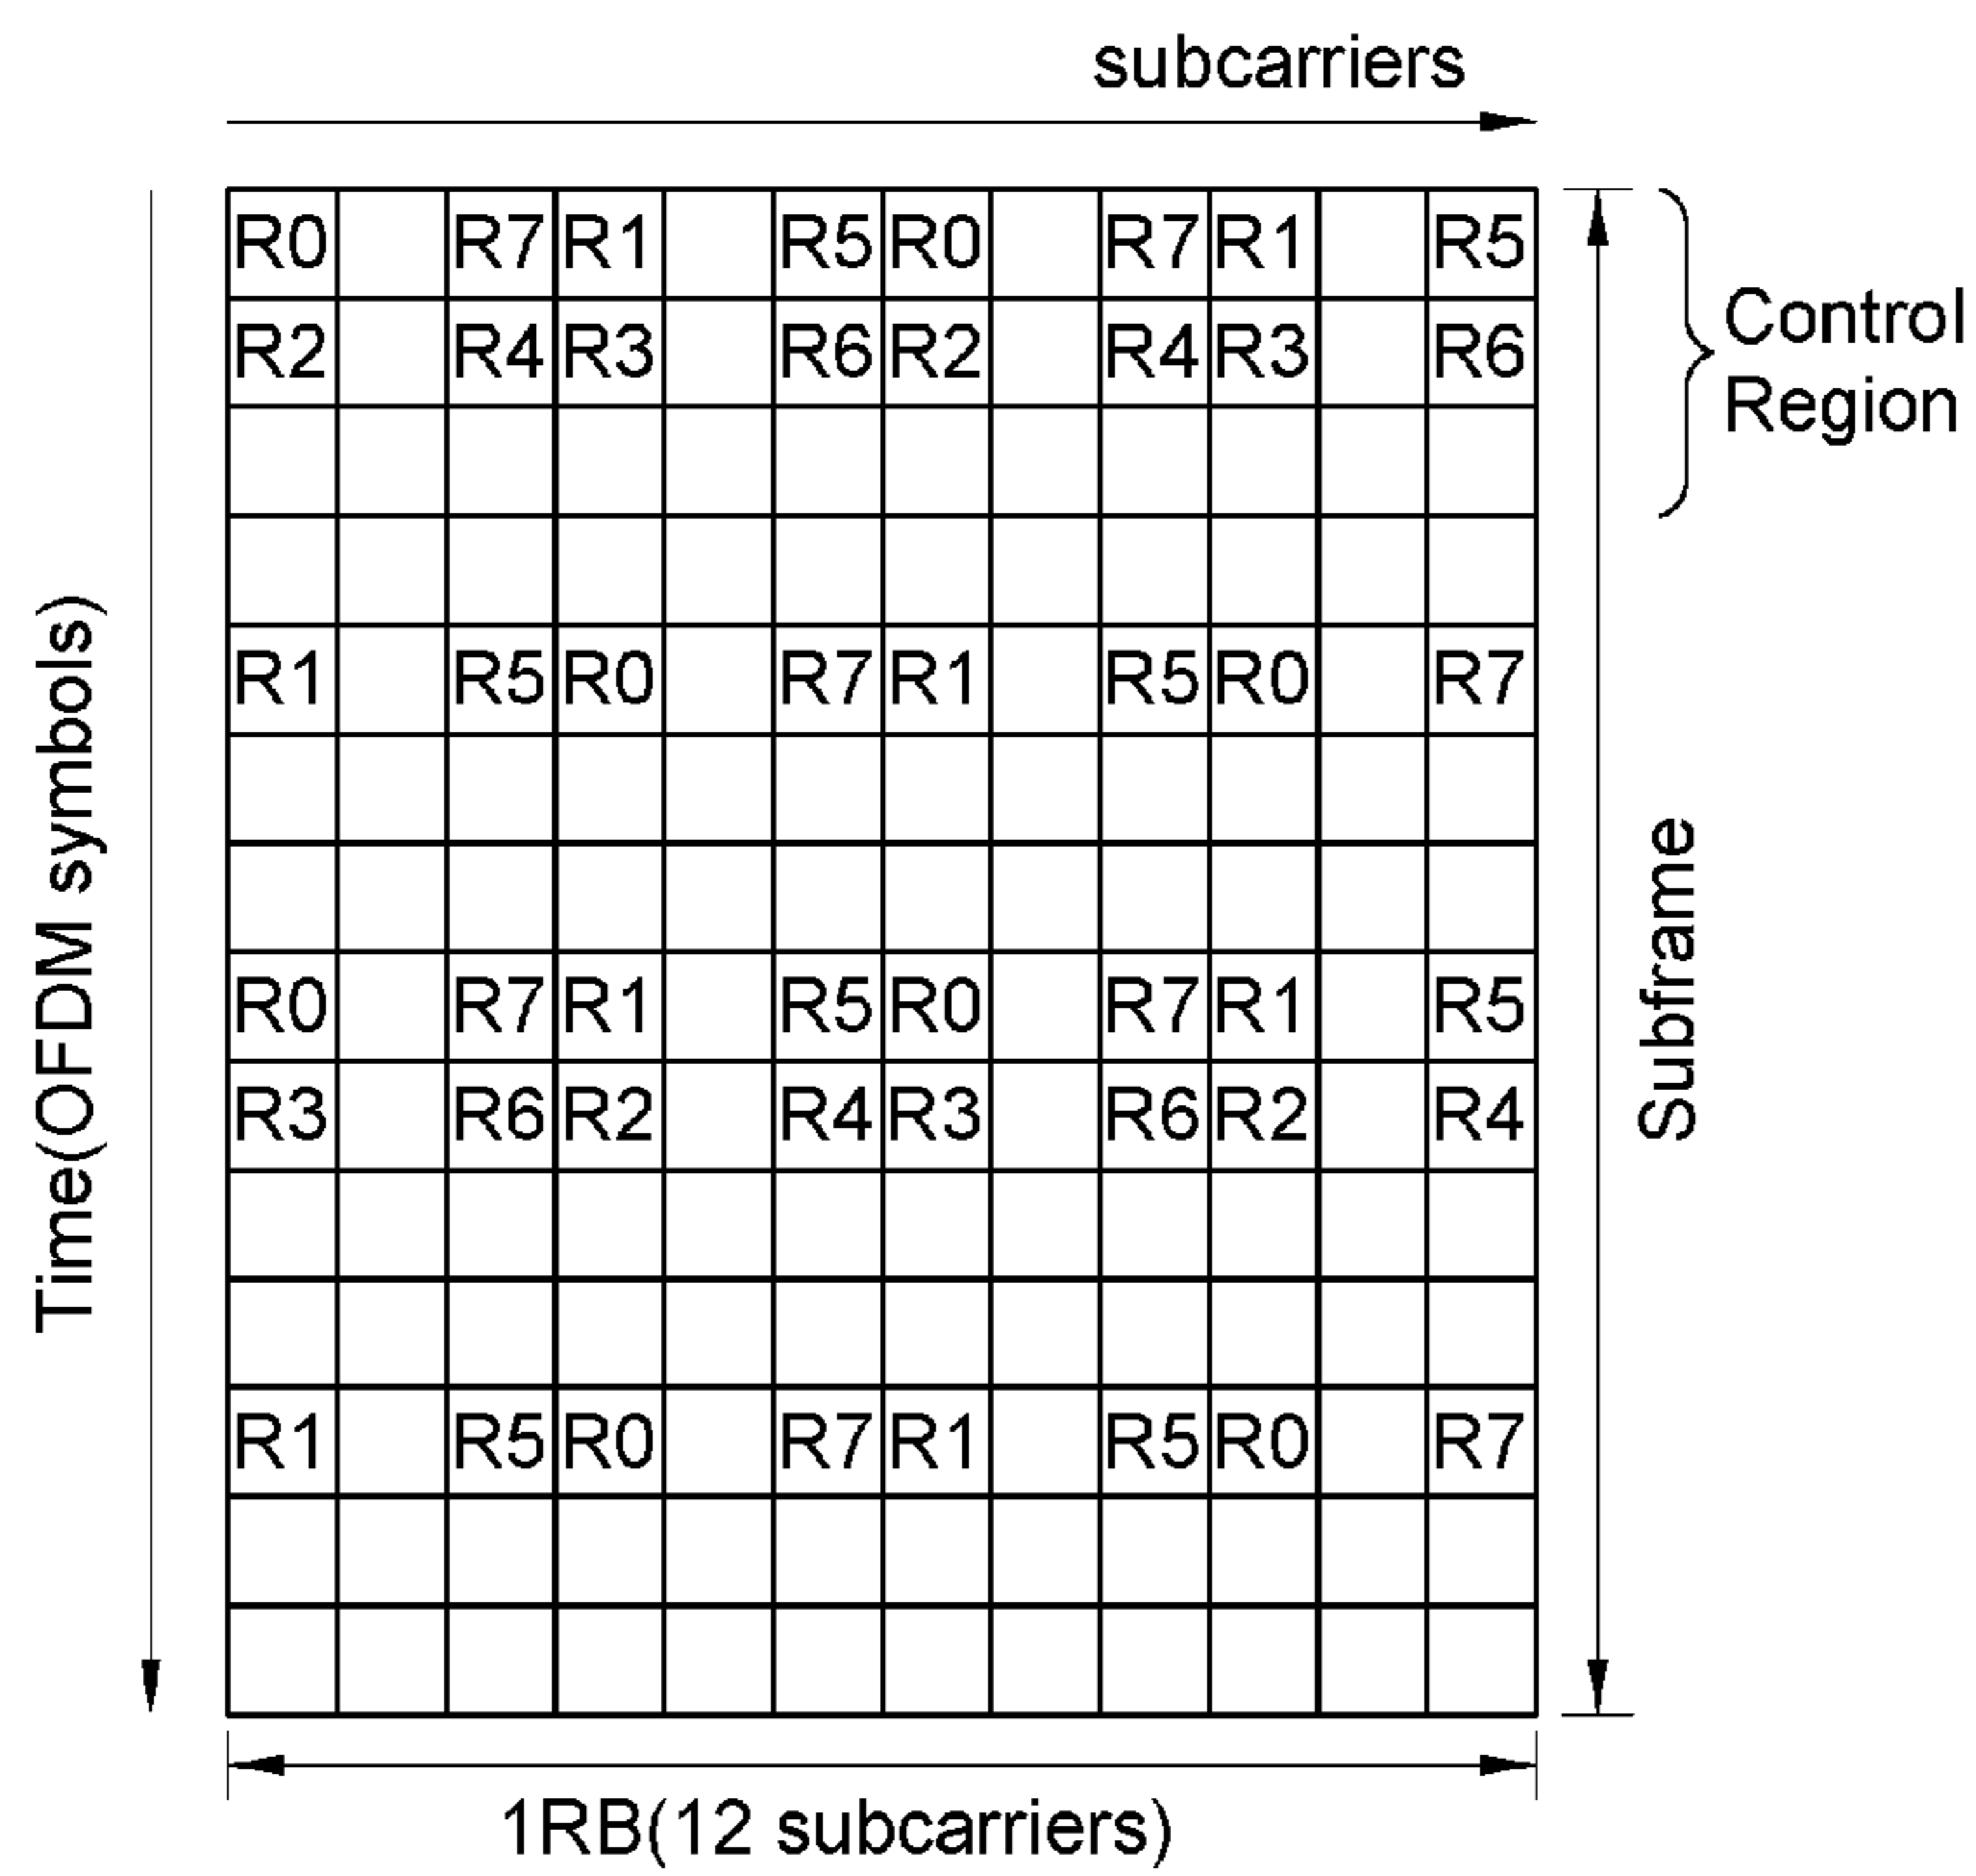 subcarriers
R0 R7 R1 R5 R0 R7 R1 R5
R2 R4 R3 R6 R2 R4 R3 R6
Control
Region
R1 R5 R0 R7 R1 R5 R0 R7
R0 R7 R1 R5 R0 R7 R1 R5
R3 R6 R2 R4 R3 R6 R2 R4
R1 R5 R0 R7 R1 R5 R0 R7
Time(OFDM symbols)
Subframe
1RB(12 subcarriers)